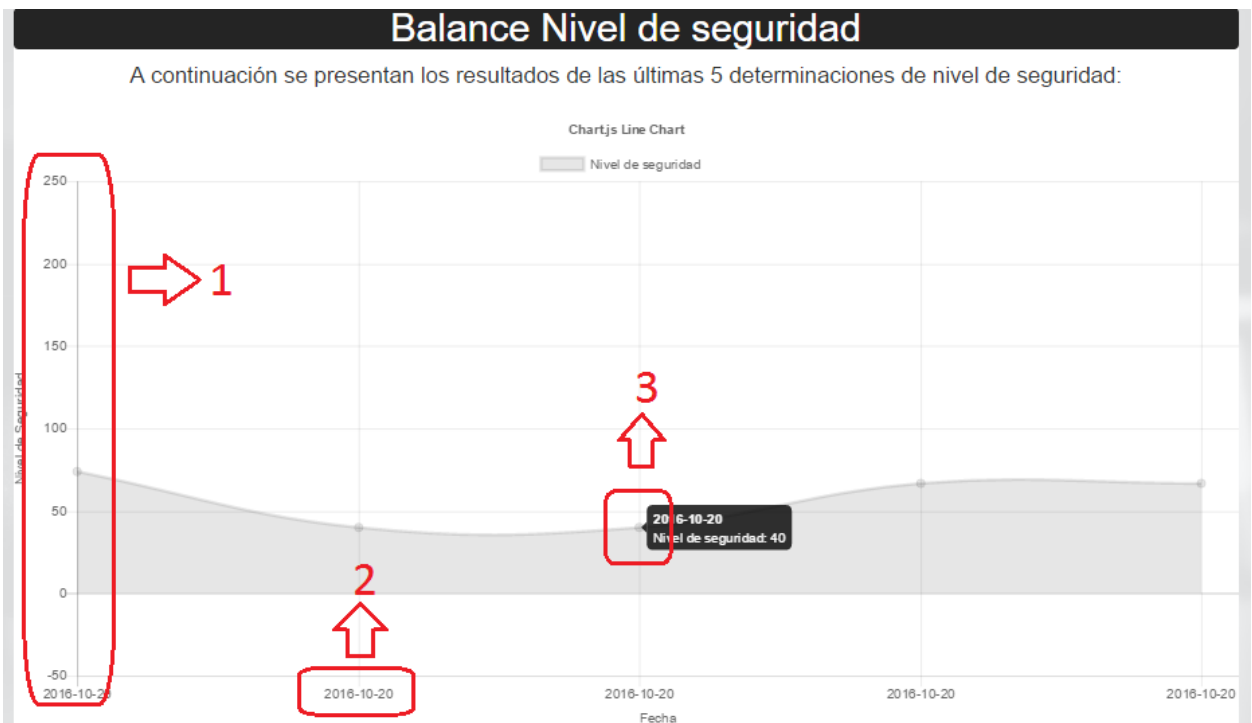 Balance Nivel de seguridad
A continuación se presentan los resultados de las últimas 5 determinaciones de nivel de seguridad:
Chart.js Line Chart
Nivel de seguridad
250
200
150
100
50
0
-50
Nivel de Seguridad
1
3
2016-10-20
Nivel de seguridad: 40
2
2016-10-20
2016-10-20
2016-10-20
2016-10-20
2016-10-20
Fecha